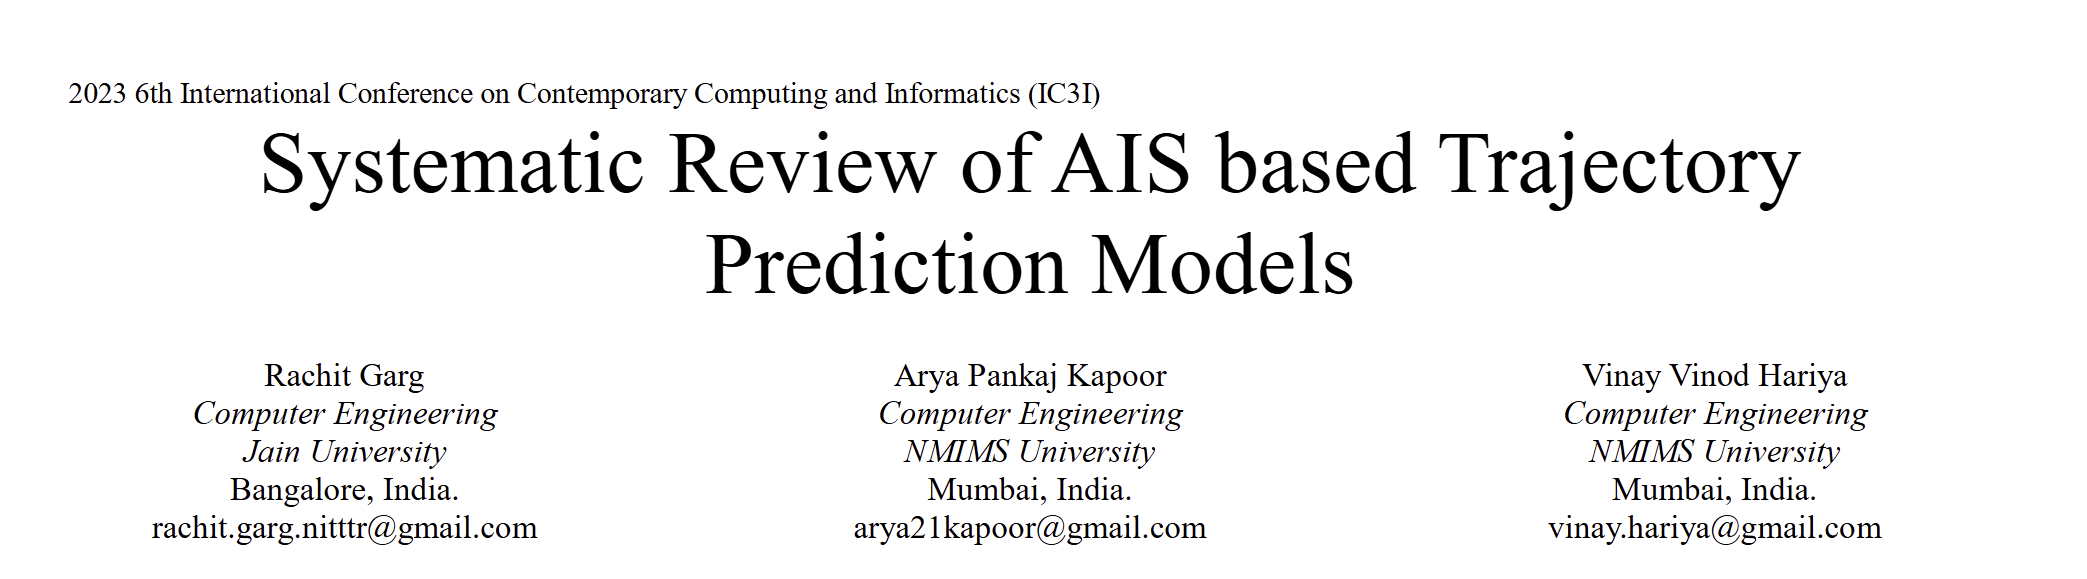 2023 6th International Conference on Contemporary Computing and Informatics (IC3I)
Systematic Review of AIS based Trajectory
Prediction Models
Rachit Garg
Computer Engineering
Jain University
Bangalore, India.
rachit.garg.nitttr@gmail.com
Arya Pankaj Kapoor
Computer Engineering
NMIMS University
Mumbai, India.
arya21kapoor@gmail.com
Vinay Vinod Hariya
Computer Engineering
NMIMS University
Mumbai, India.
vinay.hariya@gmail.com